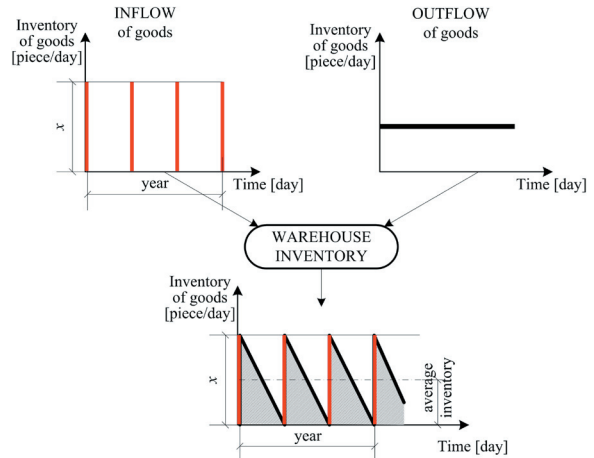 INFLOW
of goods
Inventory
of goods
[piece/day]
x
Time [day]
year
OUTFLOW
of goods
Inventory
of goods
[piece/day]
Time [day]
WAREHOUSE
INVENTORY
Inventory
of goods
[piece/day]
x
average
inventory
year
Time [day]